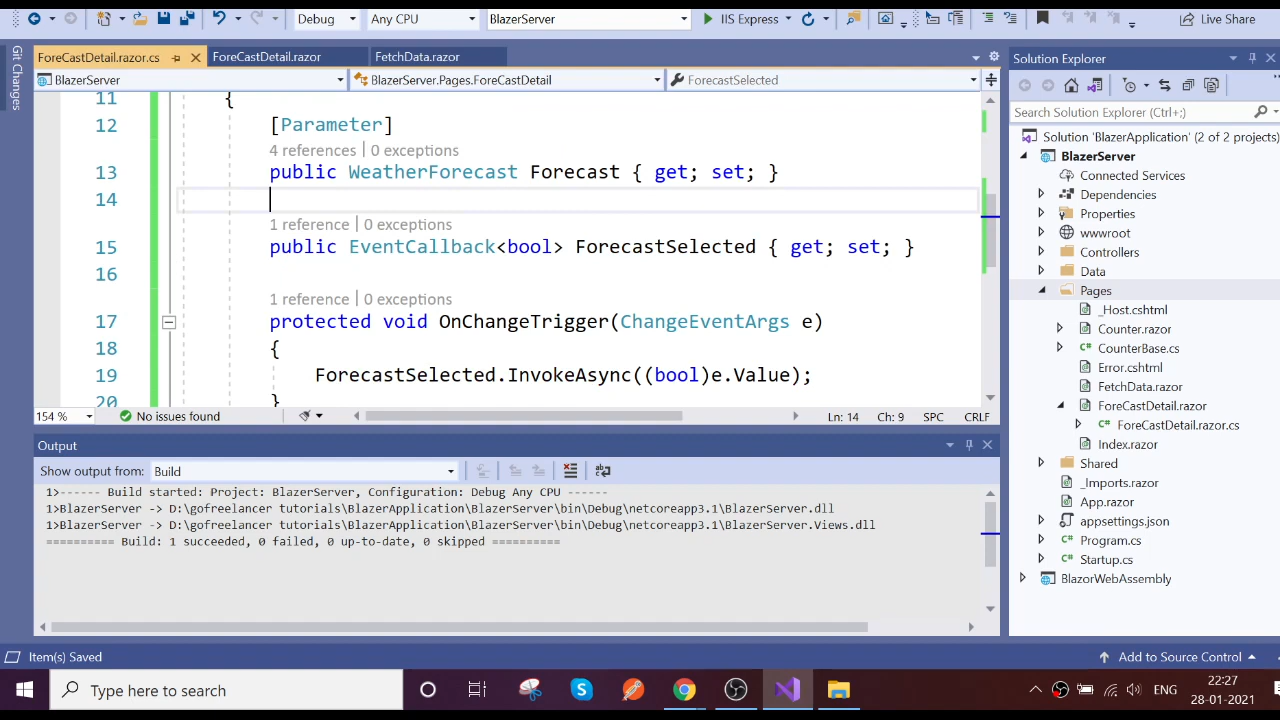 Debug
Any CPU
BlazerServer
IIS Express
Live Share
Git Changes
ForeCastDetail.razor.cs
ForeCastDetail.razor
FetchData.razor
BlazerServer
BlazerServer.Pages.ForeCastDetail
ForecastSelected
11 {
12 [Parameter]
4 references | 0 exceptions
13 public WeatherForecast Forecast { get; set; }
14
1 reference | 0 exceptions
15 public EventCallback<bool> ForecastSelected { get; set; }
16
1 reference | 0 exceptions
17 protected void OnChangeTrigger(ChangeEventArgs e)
18 {
19 ForecastSelected.InvokeAsync((bool)e.Value);
20 }
154 %
No issues found
Ln: 14
Ch: 9
SPC
CRLF
Output
Show output from:
Build
1>------ Build started: Project: BlazerServer, Configuration: Debug Any CPU ------
1>BlazerServer -> D:\gofreelancer tutorials\BlazerApplication\BlazerServer\bin\Debug\netcoreapp3.1\BlazerServer.dll
1>BlazerServer -> D:\gofreelancer tutorials\BlazerApplication\BlazerServer\bin\Debug\netcoreapp3.1\BlazerServer.Views.dll
========== Build: 1 succeeded, 0 failed, 0 up-to-date, 0 skipped ==========
Solution Explorer
Search Solution Explorer (Ctrl+;)
Solution 'BlazerApplication' (2 of 2 projects)
BlazerServer
Connected Services
Dependencies
Properties
wwwroot
Controllers
Data
Pages
_Host.cshtml
Counter.razor
C# CounterBase.cs
Error.cshtml
FetchData.razor
ForeCastDetail.razor
C# ForeCastDetail.razor.cs
Index.razor
Shared
_Imports.razor
App.razor
appsettings.json
C# Program.cs
C# Startup.cs
BlazorWebAssembly
Item(s) Saved
Add to Source Control
Type here to search
ENG
22:27
28-01-2021